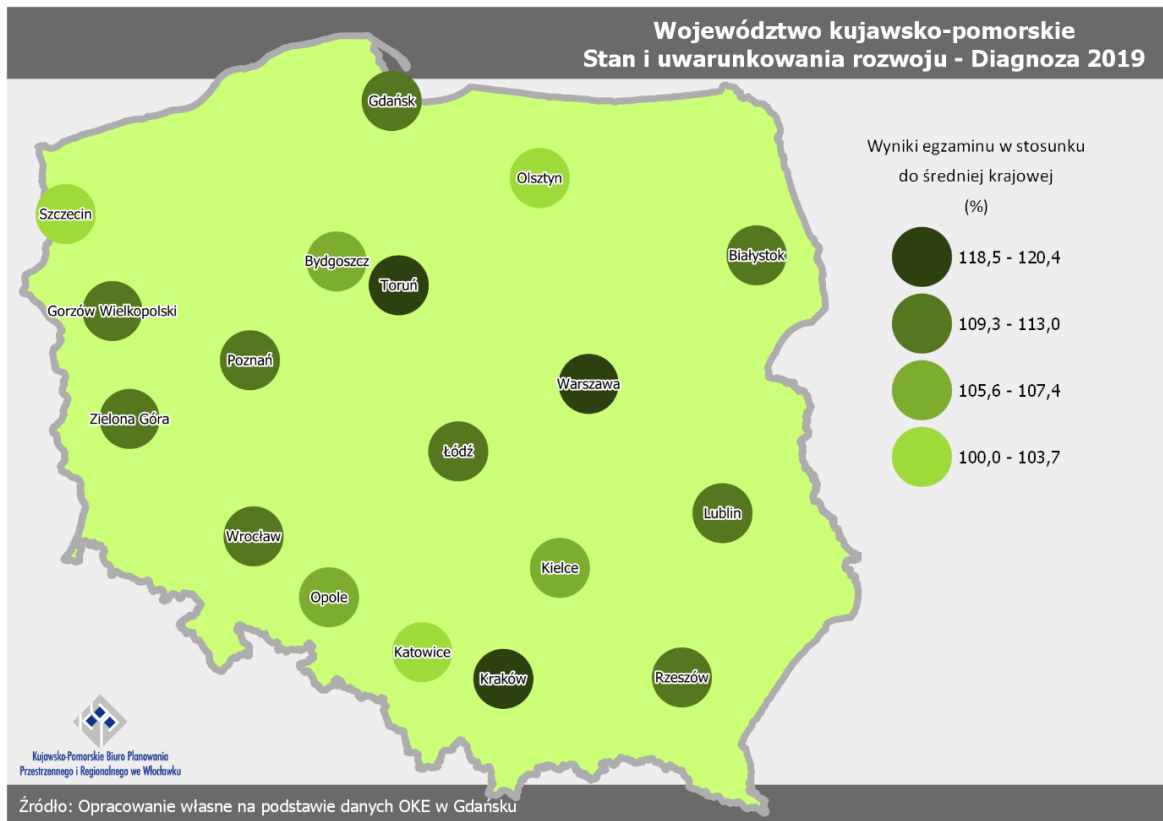 Województwo kujawsko-pomorskie
Stan i uwarunkowania rozwoju - Diagnoza 2019
Gdańsk
Olsztyn
Szczecin
Białystok
Bydgoszcz
Toruń
Gorzów Wielkopolski
Poznań
Warszawa
Zielona Góra
Łódź
Lublin
Wrocław
Kielce
Opole
Katowice
Kraków
Rzeszów
Wyniki egzaminu w stosunku
do średniej krajowej
(%)
118,5 - 120,4
109,3 - 113,0
105,6 - 107,4
100,0 - 103,7
Kujawsko-Pomorskie Biuro Planowania
Przestrzennego i Regionalnego we Włocławku
Źródło: Opracowanie własne na podstawie danych OKE w Gdańsku